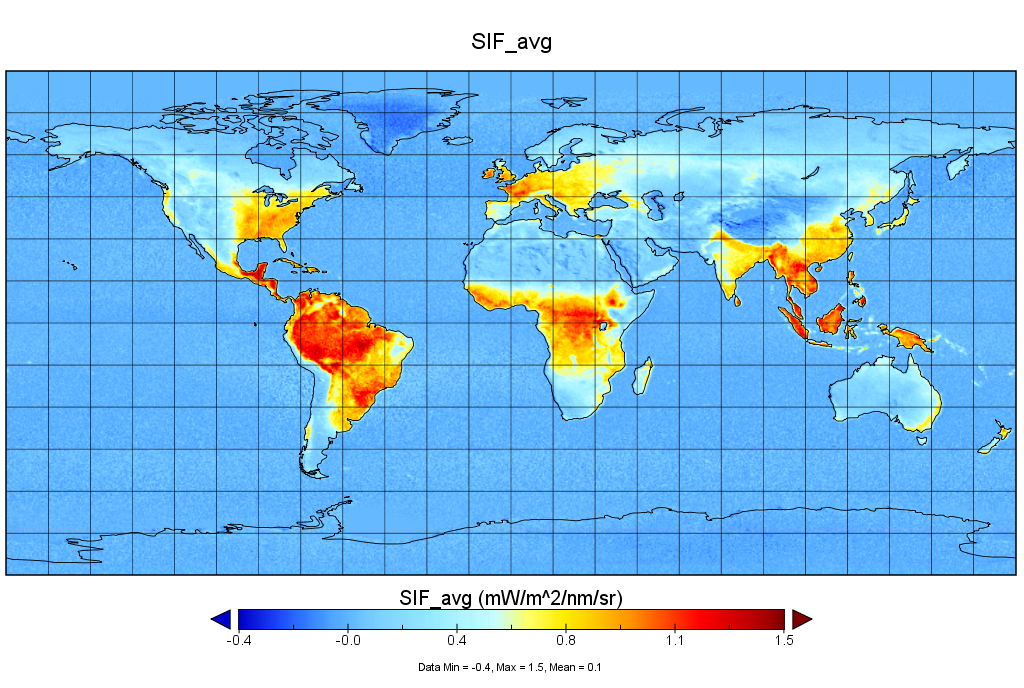 SIF_avg
SIF_avg (mW/m^2/nm/sr)
-0.4 -0.0 0.4 0.8 1.1 1.5
Data Min = -0.4, Max = 1.5, Mean = 0.1